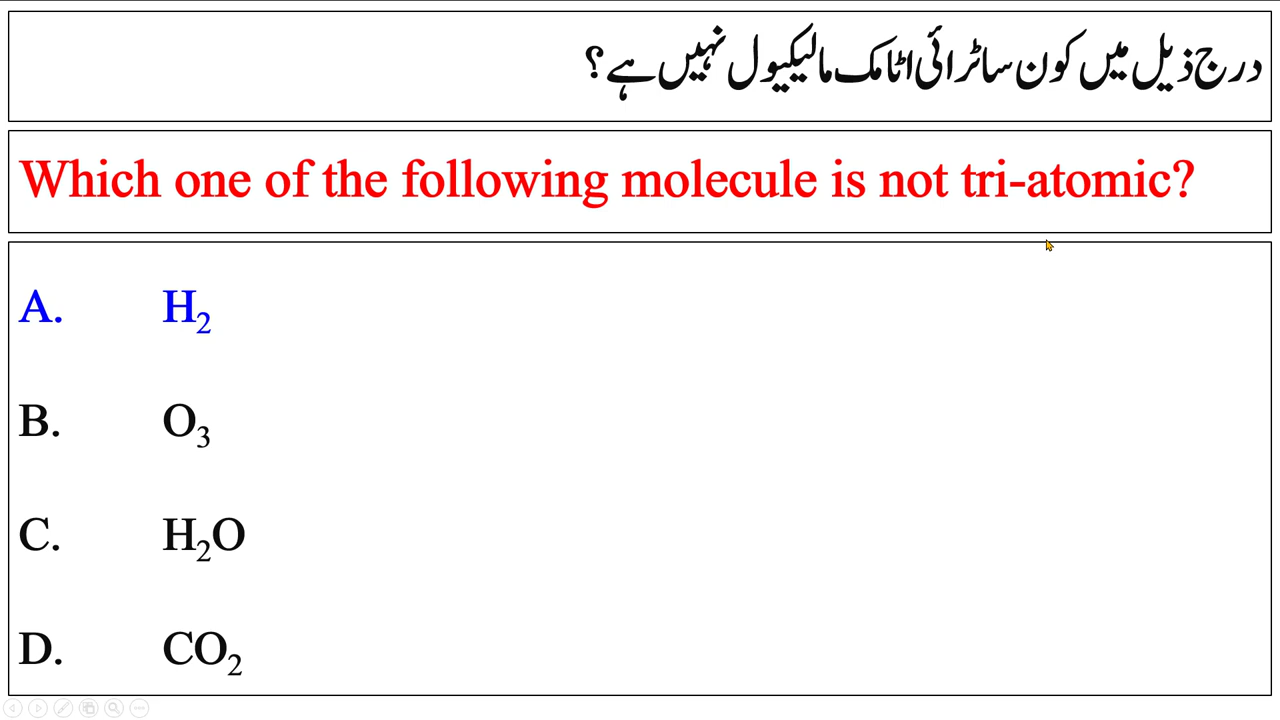 درج ذیل میں کون سا ٹرائی اٹامک مالیکیول نہیں ہے؟
Which one of the following molecule is not tri-atomic?
A. H₂
B. O₃
C. H₂O
D. CO₂